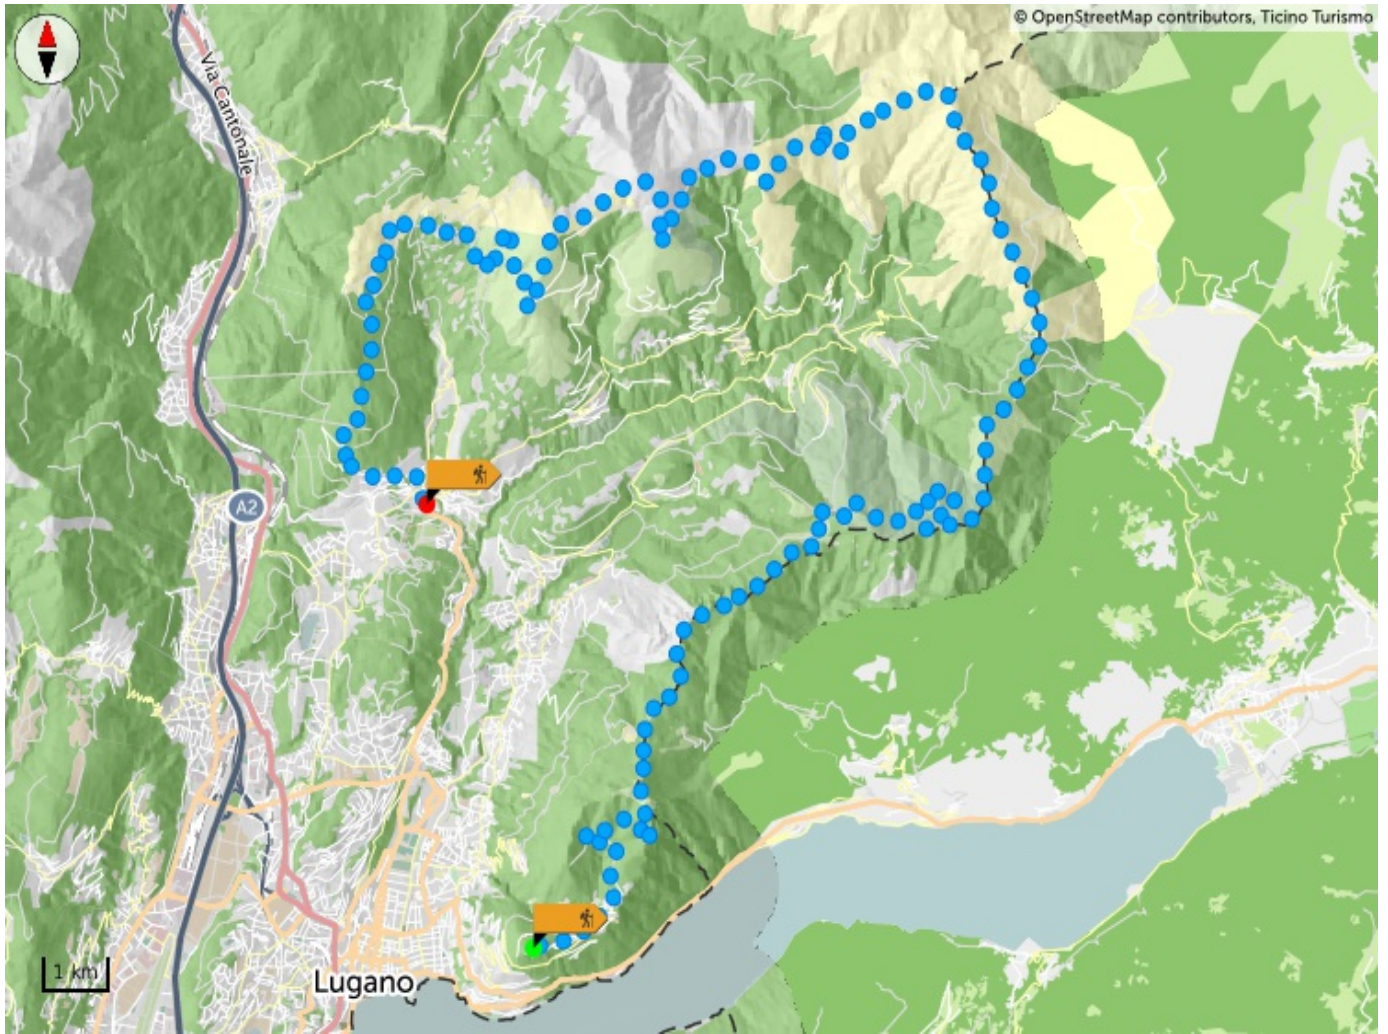 © OpenStreetMap contributors, Ticino Turismo
Via Cantonale
A2
1 km
Lugano